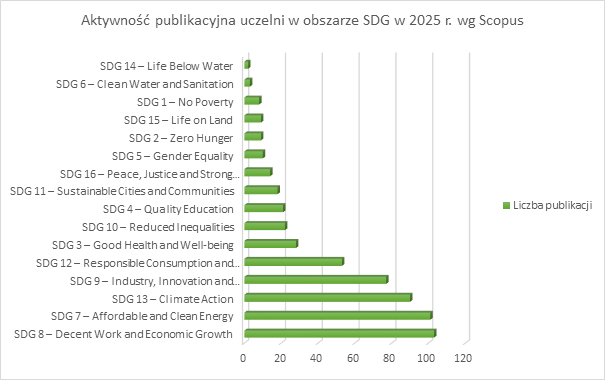 Aktywność publikacyjna uczelni w obszarze SDG w 2025 r. wg Scopus
SDG 14 – Life Below Water
SDG 6 – Clean Water and Sanitation
SDG 1 – No Poverty
SDG 15 – Life on Land
SDG 2 – Zero Hunger
SDG 5 – Gender Equality
SDG 16 – Peace, Justice and Strong...
SDG 11 – Sustainable Cities and Communities
SDG 4 – Quality Education
SDG 10 – Reduced Inequalities
SDG 3 – Good Health and Well-being
SDG 12 – Responsible Consumption and...
SDG 9 – Industry, Innovation and...
SDG 13 – Climate Action
SDG 7 – Affordable and Clean Energy
SDG 8 – Decent Work and Economic Growth
0 20 40 60 80 100 120
Liczba publikacji